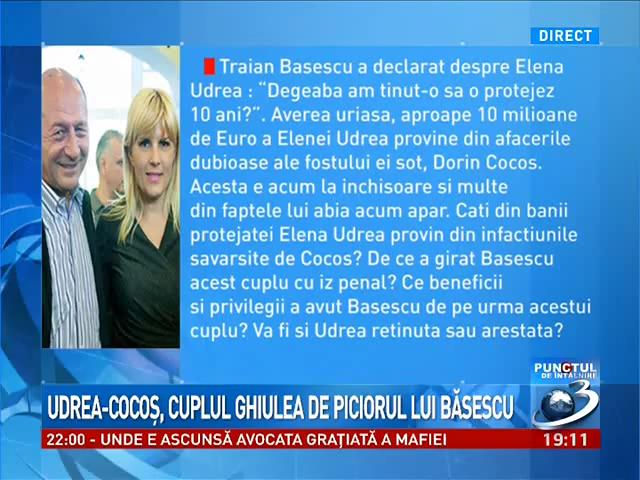 DIRECT
Traian Basescu a declarat despre Elena
Udrea : “Degeaba am tinut-o sa o protejez
10 ani?”. Averea uriasa, aproape 10 milioane
de Euro a Elenei Udrea provine din afacerile
dubioase ale fostului ei sot, Dorin Cocos.
Acesta e acum la inchisoare si multe
din faptele lui abia acum apar. Cati din banii
protejatei Elena Udrea provin din infactiunile
savarsite de Cocos? De ce a girat Basescu
acest cuplu cu iz penal? Ce beneficii
si privilegii a avut Basescu de pe urma acestui
cuplu? Va fi si Udrea retinuta sau arestata?
PUNCTUL
DE ÎNTÂLNIRE
3
UDREA-COCOȘ, CUPLUL GHIULEA DE PICIORUL LUI BĂSESCU
22:00 - UNDE E ASCUNSĂ AVOCATA GRAȚIATĂ A MAFIEI
19:11